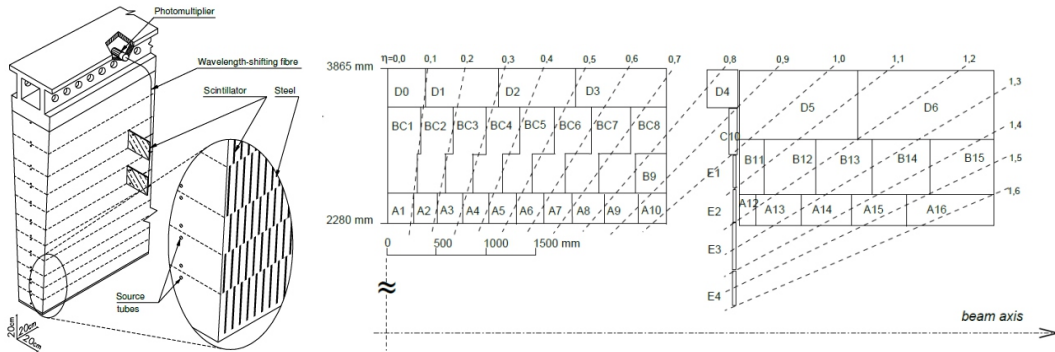 Photomultiplier
Wavelength-shifting fibre
Scintillator
Steel
Source
tubes
20cm
20cm
20cm
3865 mm
η=0,0
0,1
0,2
0,3
0,4
0,5
0,6
0,7
0,8
0,9
1,0
1,1
1,2
1,3
1,4
1,5
1,6
D0
D1
D2
D3
D4
D5
D6
BC1
BC2
BC3
BC4
BC5
BC6
BC7
BC8
C10
B9
B11
B12
B13
B14
B15
E1
A1
A2
A3
A4
A5
A6
A7
A8
A9
A10
E2
A12
A13
A14
A15
A16
2280 mm
0
500
1000
1500 mm
E3
E4
≈
beam axis